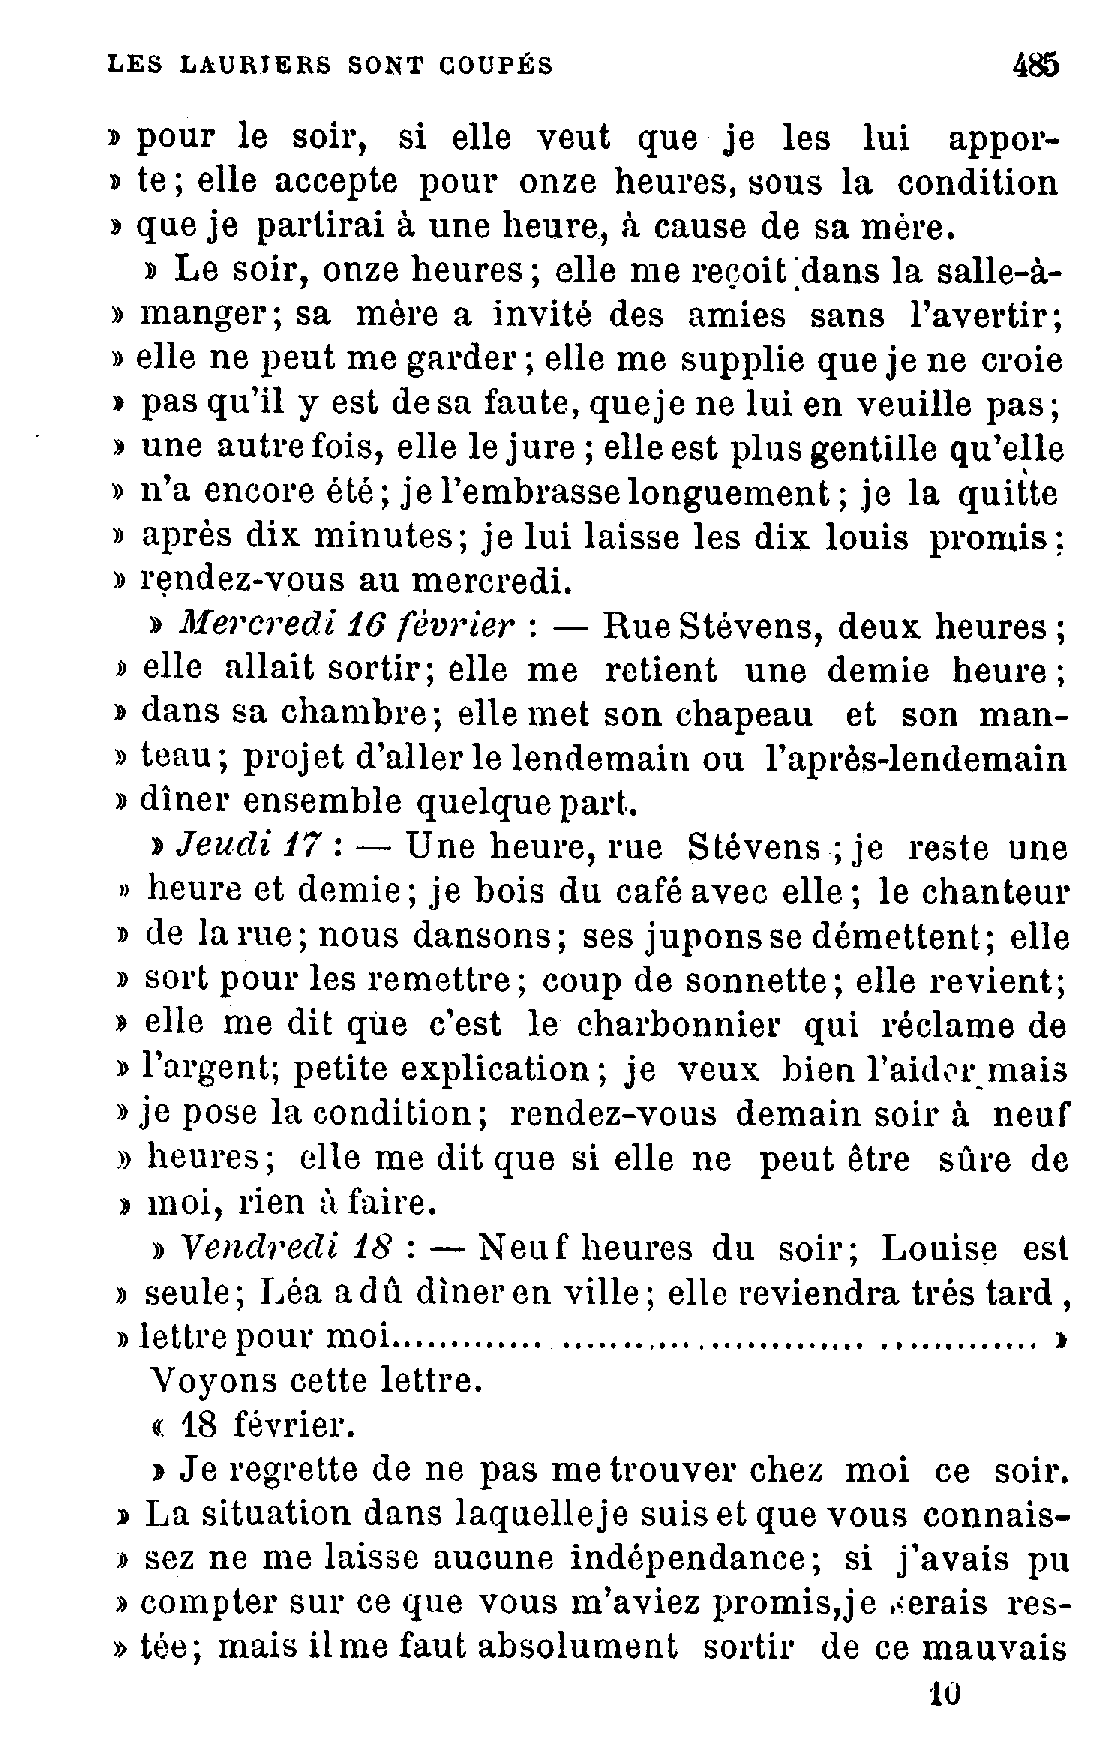 LES LAURIERS SONT COUPÉS 485
» pour le soir, si elle veut que je les lui appor-
» te ; elle accepte pour onze heures, sous la condition
» que je partirai à une heure, à cause de sa mère.
» Le soir, onze heures ; elle me reçoit dans la salle-à-
» manger ; sa mère a invité des amies sans l'avertir ;
» elle ne peut me garder ; elle me supplie que je ne croie
» pas qu'il y est de sa faute, que je ne lui en veuille pas ;
» une autre fois, elle le jure ; elle est plus gentille qu'elle
» n'a encore été ; je l'embrasse longuement ; je la quitte
» après dix minutes ; je lui laisse les dix louis promis ;
» rendez-vous au mercredi.
» Mercredi 16 février : — Rue Stévens, deux heures ;
» elle allait sortir ; elle me retient une demie heure ;
» dans sa chambre ; elle met son chapeau et son man-
» teau ; projet d'aller le lendemain ou l'après-lendemain
» dîner ensemble quelque part.
» Jeudi 17 : — Une heure, rue Stévens ; je reste une
» heure et demie ; je bois du café avec elle ; le chanteur
» de la rue ; nous dansons ; ses jupons se démettent ; elle
» sort pour les remettre ; coup de sonnette ; elle revient ;
» elle me dit que c'est le charbonnier qui réclame de
» l'argent ; petite explication ; je veux bien l'aider mais
» je pose la condition ; rendez-vous demain soir à neuf
» heures ; elle me dit que si elle ne peut être sûre de
» moi, rien à faire.
» Vendredi 18 : — Neuf heures du soir ; Louise est
» seule ; Léa a dû dîner en ville ; elle reviendra trés tard ,
» lettre pour moi.................................................... »
Voyons cette lettre.
« 18 février.
» Je regrette de ne pas me trouver chez moi ce soir.
» La situation dans laquelle je suis et que vous connais-
» sez ne me laisse aucune indépendance ; si j'avais pu
» compter sur ce que vous m'aviez promis, je serais res-
» tée ; mais il me faut absolument sortir de ce mauvais
10